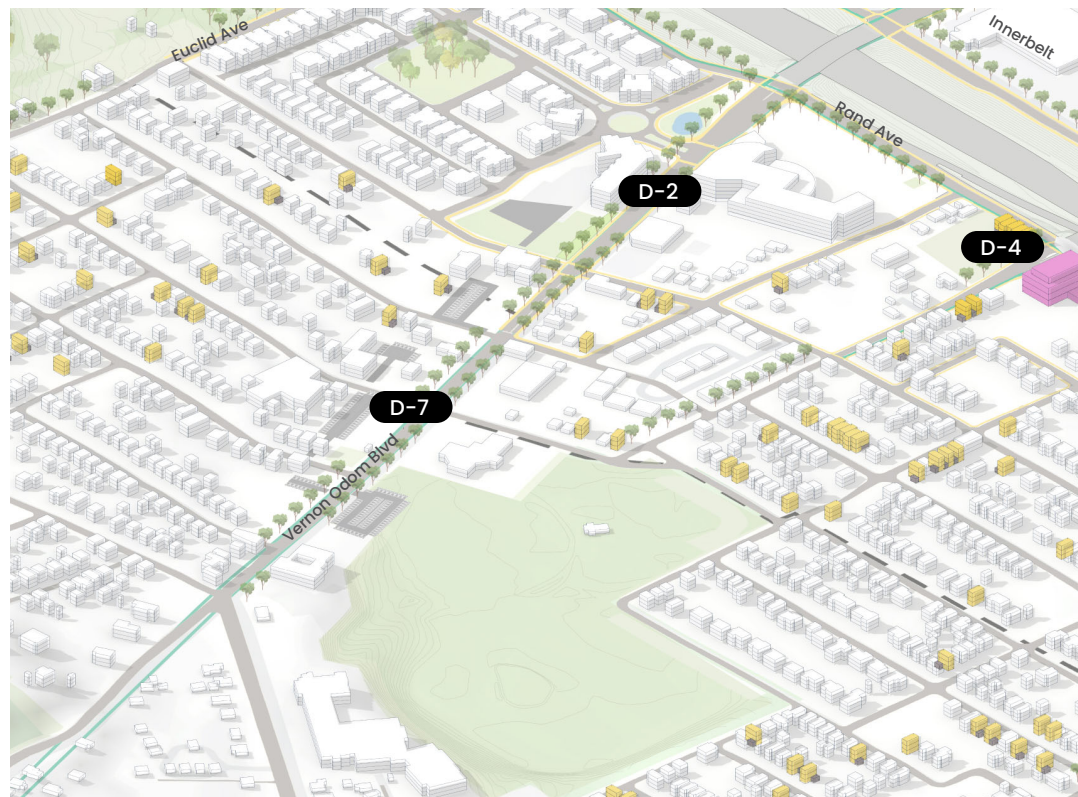 Innerbelt
Euclid Ave
Rand Ave
D-2
D-4
D-7
Vernon Odom Blvd